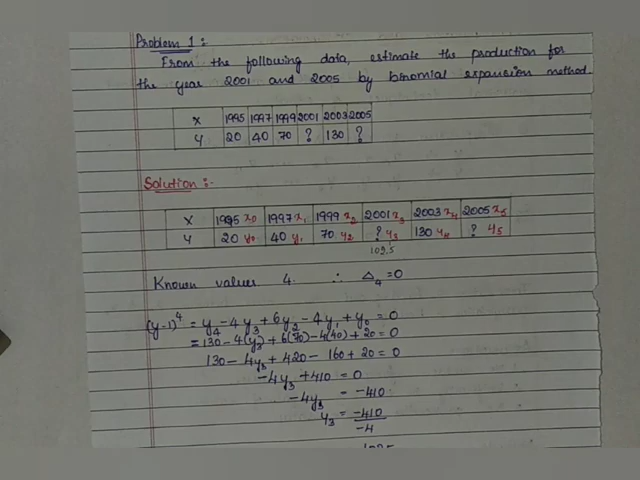 Problem 1 :
From the following data, estimate the production for
the year 2001 and 2005 by binomial expansion method.
X 1995 1997 1999 2001 2003 2005
Y 20 40 70 ? 130 ?
Solution :-
X 1995 x₀ 1997 x₁ 1999 x₂ 2001 x₃ 2003 x₄ 2005 x₅
Y 20 y₀ 40 y₁ 70 y₂ ? y₃ 130 y₄ ? y₅
102.5
Known values 4. ∴ Δ₄ = 0
(y-1)⁴ = y₄ - 4y₃ + 6y₂ - 4y₁ + y₀ = 0
= 130 - 4(y₃) + 6(70) - 4(40) + 20 = 0
130 - 4y₃ + 420 - 160 + 20 = 0
-4y₃ + 410 = 0
-4y₃ = -410
y₃ = -410
-4